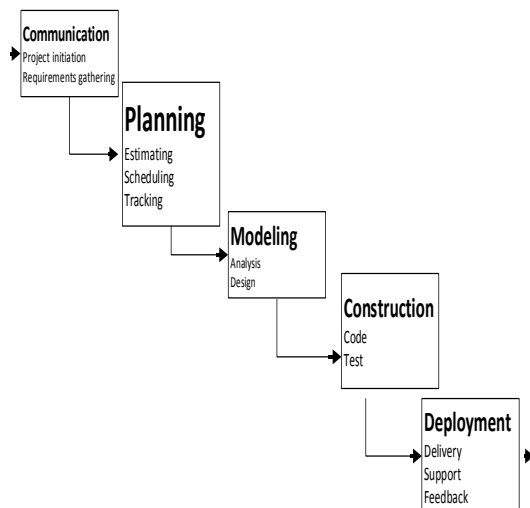 Communication
Project initiation
Requirements gathering
Planning
Estimating
Scheduling
Tracking
Modeling
Analysis
Design
Construction
Code
Test
Deployment
Delivery
Support
Feedback